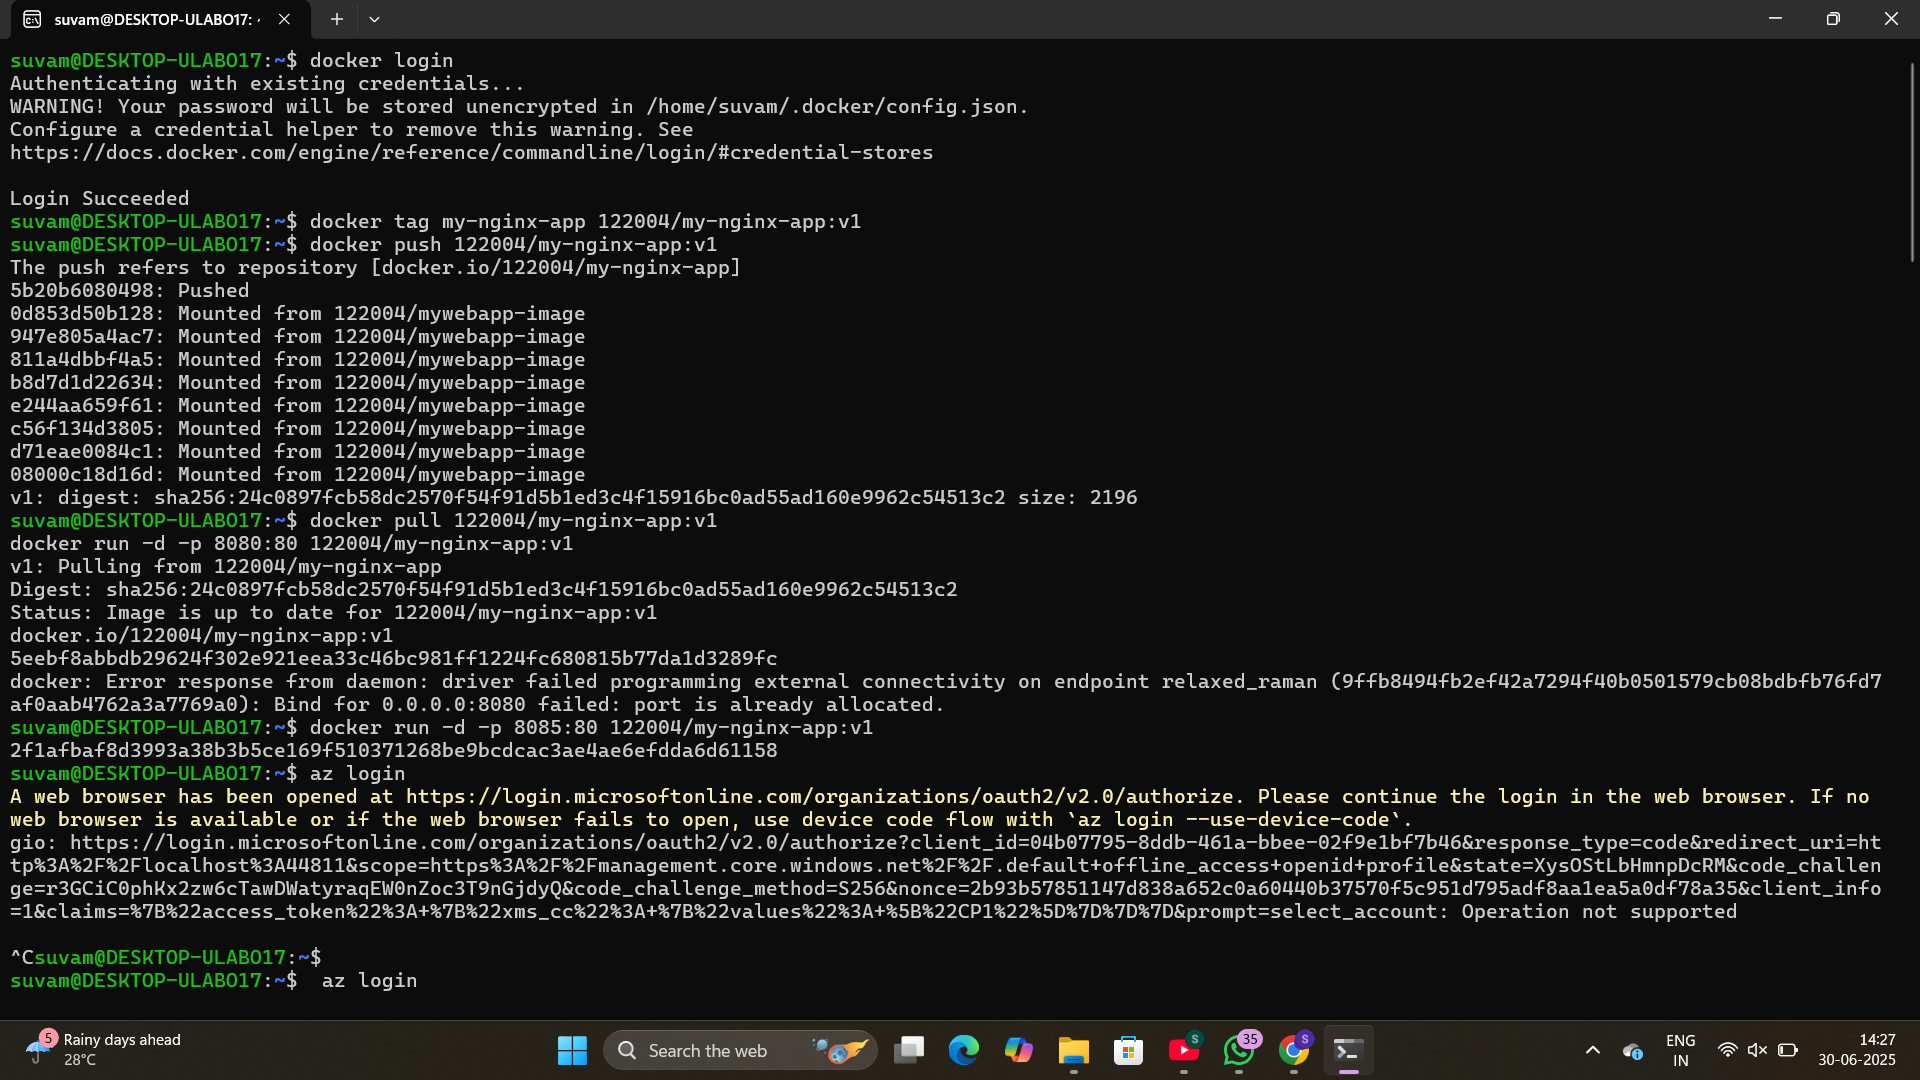 suvam@DESKTOP-ULABO17: ·
suvam@DESKTOP-ULABO17:~$ docker login
Authenticating with existing credentials...
WARNING! Your password will be stored unencrypted in /home/suvam/.docker/config.json.
Configure a credential helper to remove this warning. See
https://docs.docker.com/engine/reference/commandline/login/#credential-stores
Login Succeeded
suvam@DESKTOP-ULABO17:~$ docker tag my-nginx-app 122004/my-nginx-app:v1
suvam@DESKTOP-ULABO17:~$ docker push 122004/my-nginx-app:v1
The push refers to repository [docker.io/122004/my-nginx-app]
5b20b6080498: Pushed
0d853d50b128: Mounted from 122004/mywebapp-image
947e805a4ac7: Mounted from 122004/mywebapp-image
811a4dbbf4a5: Mounted from 122004/mywebapp-image
b8d7d1d22634: Mounted from 122004/mywebapp-image
e244aa659f61: Mounted from 122004/mywebapp-image
c56f134d3805: Mounted from 122004/mywebapp-image
d71eae0084c1: Mounted from 122004/mywebapp-image
08000c18d16d: Mounted from 122004/mywebapp-image
v1: digest: sha256:24c0897fcb58dc2570f54f91d5b1ed3c4f15916bc0ad55ad160e9962c54513c2 size: 2196
suvam@DESKTOP-ULABO17:~$ docker pull 122004/my-nginx-app:v1
docker run -d -p 8080:80 122004/my-nginx-app:v1
v1: Pulling from 122004/my-nginx-app
Digest: sha256:24c0897fcb58dc2570f54f91d5b1ed3c4f15916bc0ad55ad160e9962c54513c2
Status: Image is up to date for 122004/my-nginx-app:v1
docker.io/122004/my-nginx-app:v1
5eebf8abbdb29624f302e921eea33c46bc981ff1224fc680815b77da1d3289fc
docker: Error response from daemon: driver failed programming external connectivity on endpoint relaxed_raman (9ffb8494fb2ef42a7294f40b0501579cb08bdbfb76fd7
af0aab4762a3a7769a0): Bind for 0.0.0.0:8080 failed: port is already allocated.
suvam@DESKTOP-ULABO17:~$ docker run -d -p 8085:80 122004/my-nginx-app:v1
2f1afbaf8d3993a38b3b5ce169f510371268be9bcdcac3ae4ae6efdda6d61158
suvam@DESKTOP-ULABO17:~$ az login
A web browser has been opened at https://login.microsoftonline.com/organizations/oauth2/v2.0/authorize. Please continue the login in the web browser. If no
web browser is available or if the web browser fails to open, use device code flow with `az login --use-device-code`.
gio: https://login.microsoftonline.com/organizations/oauth2/v2.0/authorize?client_id=04b07795-8ddb-461a-bbee-02f9e1bf7b46&response_type=code&redirect_uri=ht
tp%3A%2F%2Flocalhost%3A44811&scope=https%3A%2F%2Fmanagement.core.windows.net%2F%2F.default+offline_access+openid+profile&state=XysOStLbHmnpDcRM&code_challen
ge=r3GCiC0phKx2zw6cTawDWatyraqEW0nZoc3T9nGjdyQ&code_challenge_method=S256&nonce=2b93b57851147d838a652c0a60440b37570f5c951d795adf8aa1ea5a0df78a35&client_info
=1&claims=%7B%22access_token%22%3A+%7B%22xms_cc%22%3A+%7B%22values%22%3A+%5B%22CP1%22%5D%7D%7D%7D&prompt=select_account: Operation not supported
^Csuvam@DESKTOP-ULABO17:~$
suvam@DESKTOP-ULABO17:~$  az login
5
Rainy days ahead
28°C
Search the web
S
35
S
ENG
IN
14:27
30-06-2025